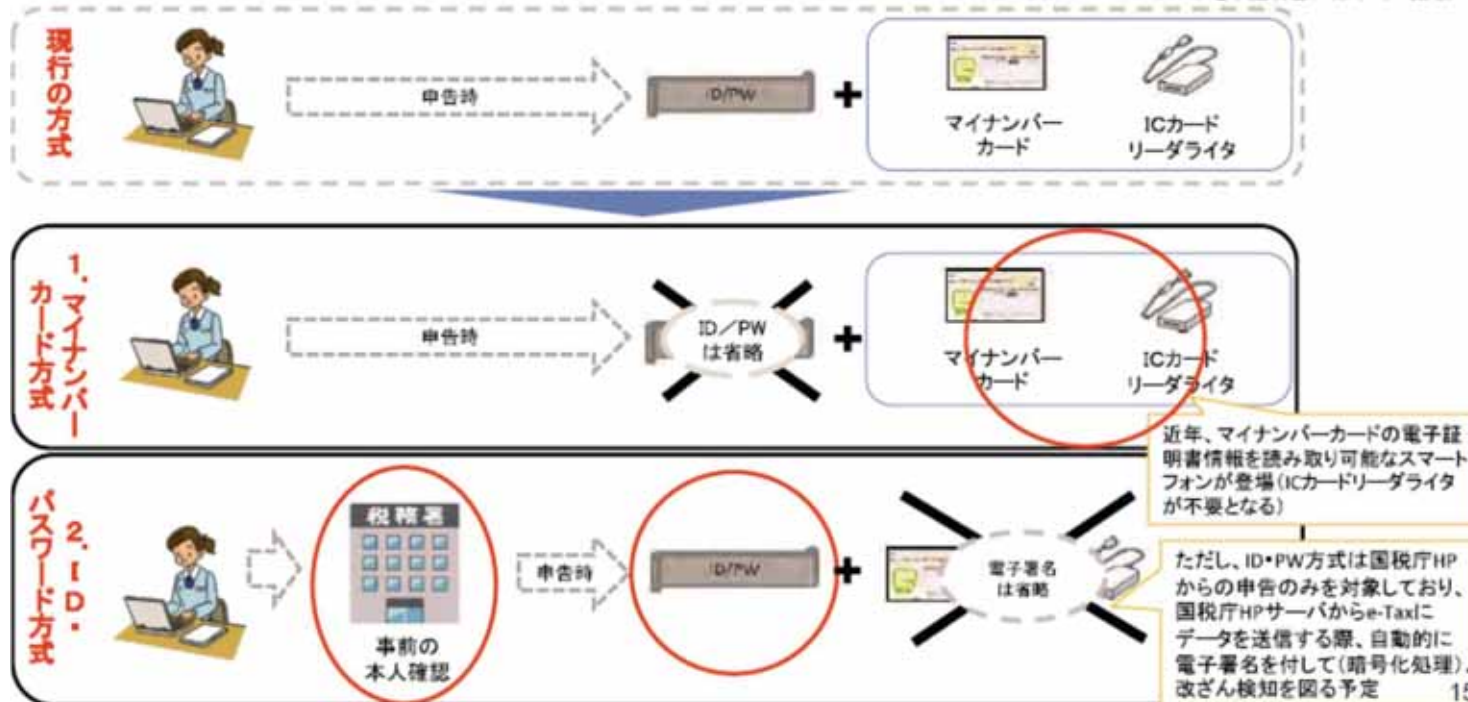 現行の方式
申告時
ID/PW
+
マイナンバー
カード
ICカード
リーダライタ
1.マイナンバー
カード方式
申告時
ID/PW
は省略
+
マイナンバー
カード
ICカード
リーダライタ
近年、マイナンバーカードの電子証
明書情報を読み取り可能なスマート
フォンが登場(ICカードリーダライタ
が不要となる)
2.ID・
パスワード方式
税務署
事前の
本人確認
申告時
ID/PW
+
電子署名
は省略
ただし、ID・PW方式は国税庁HP
からの申告のみを対象しており、
国税庁HPサーバからe-Taxに
データを送信する際、自動的に
電子署名を付して(暗号化処理)、
改ざん検知を図る予定
15